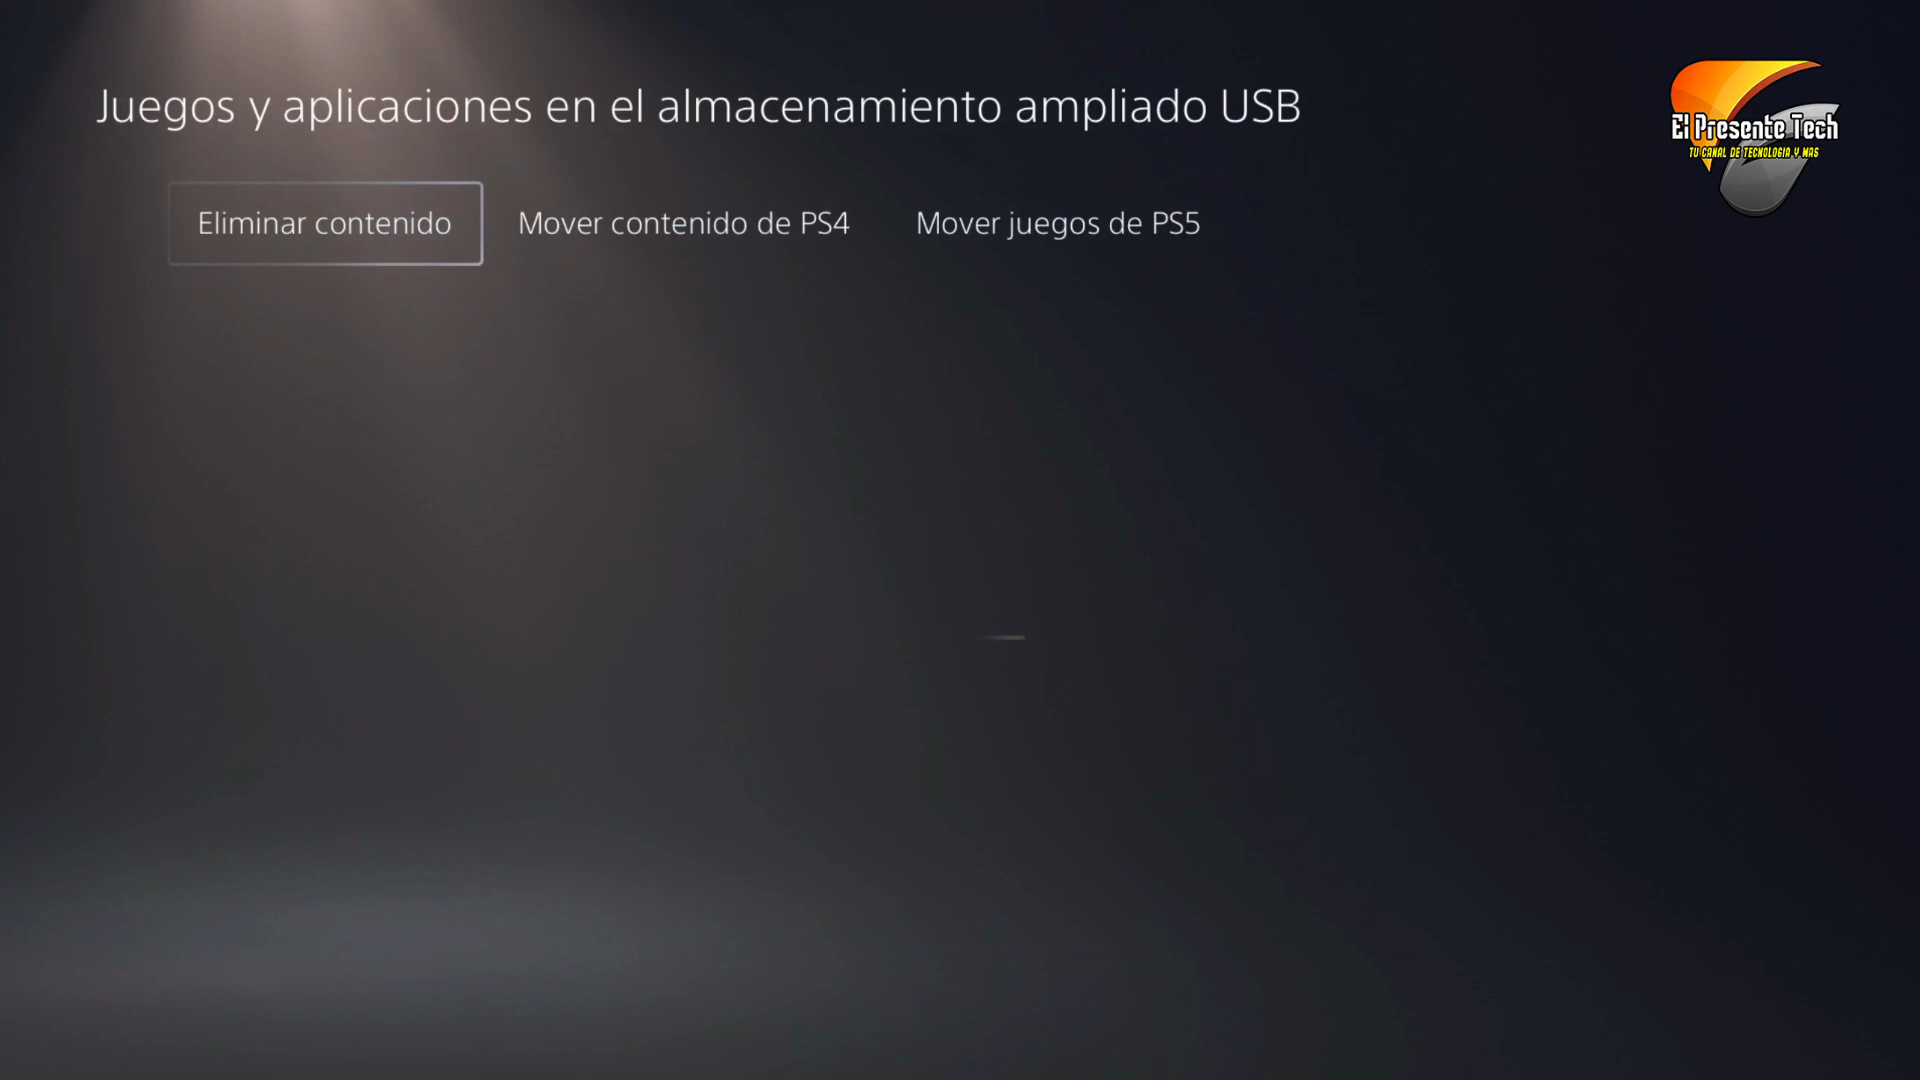 Juegos y aplicaciones en el almacenamiento ampliado USB
El Presente Tech
TU CANAL DE TECNOLOGIA Y MAS
Eliminar contenido
Mover contenido de PS4
Mover juegos de PS5